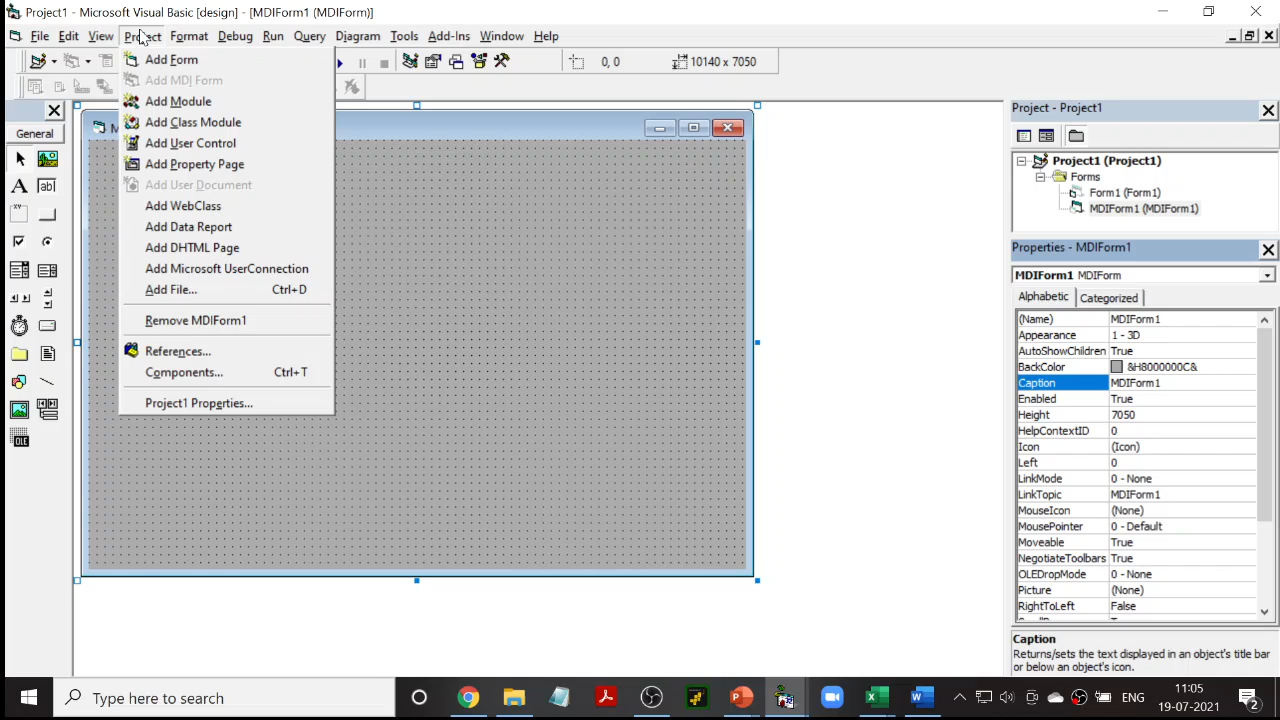 Project1 - Microsoft Visual Basic [design] - [MDIForm1 (MDIForm)]
File Edit View Project Format Debug Run Query Diagram Tools Add-Ins Window Help
0, 0
10140 x 7050
General
A
ab|
xy
OLE
M
Add Form
Add MDI Form
Add Module
Add Class Module
Add User Control
Add Property Page
Add User Document
Add WebClass
Add Data Report
Add DHTML Page
Add Microsoft UserConnection
Add File... Ctrl+D
Remove MDIForm1
References...
Components... Ctrl+T
Project1 Properties...
Project - Project1
Project1 (Project1)
Forms
Form1 (Form1)
MDIForm1 (MDIForm1)
Properties - MDIForm1
MDIForm1 MDIForm
Alphabetic Categorized
(Name) MDIForm1
Appearance 1 - 3D
AutoShowChildren True
BackColor &H8000000C&
Caption MDIForm1
Enabled True
Height 7050
HelpContextID 0
Icon (Icon)
Left 0
LinkMode 0 - None
LinkTopic MDIForm1
MouseIcon (None)
MousePointer 0 - Default
Moveable True
NegotiateToolbars True
OLEDropMode 0 - None
Picture (None)
RightToLeft False
Caption
Returns/sets the text displayed in an object's title bar
or below an object's icon.
Type here to search
ENG
11:05
19-07-2021
2